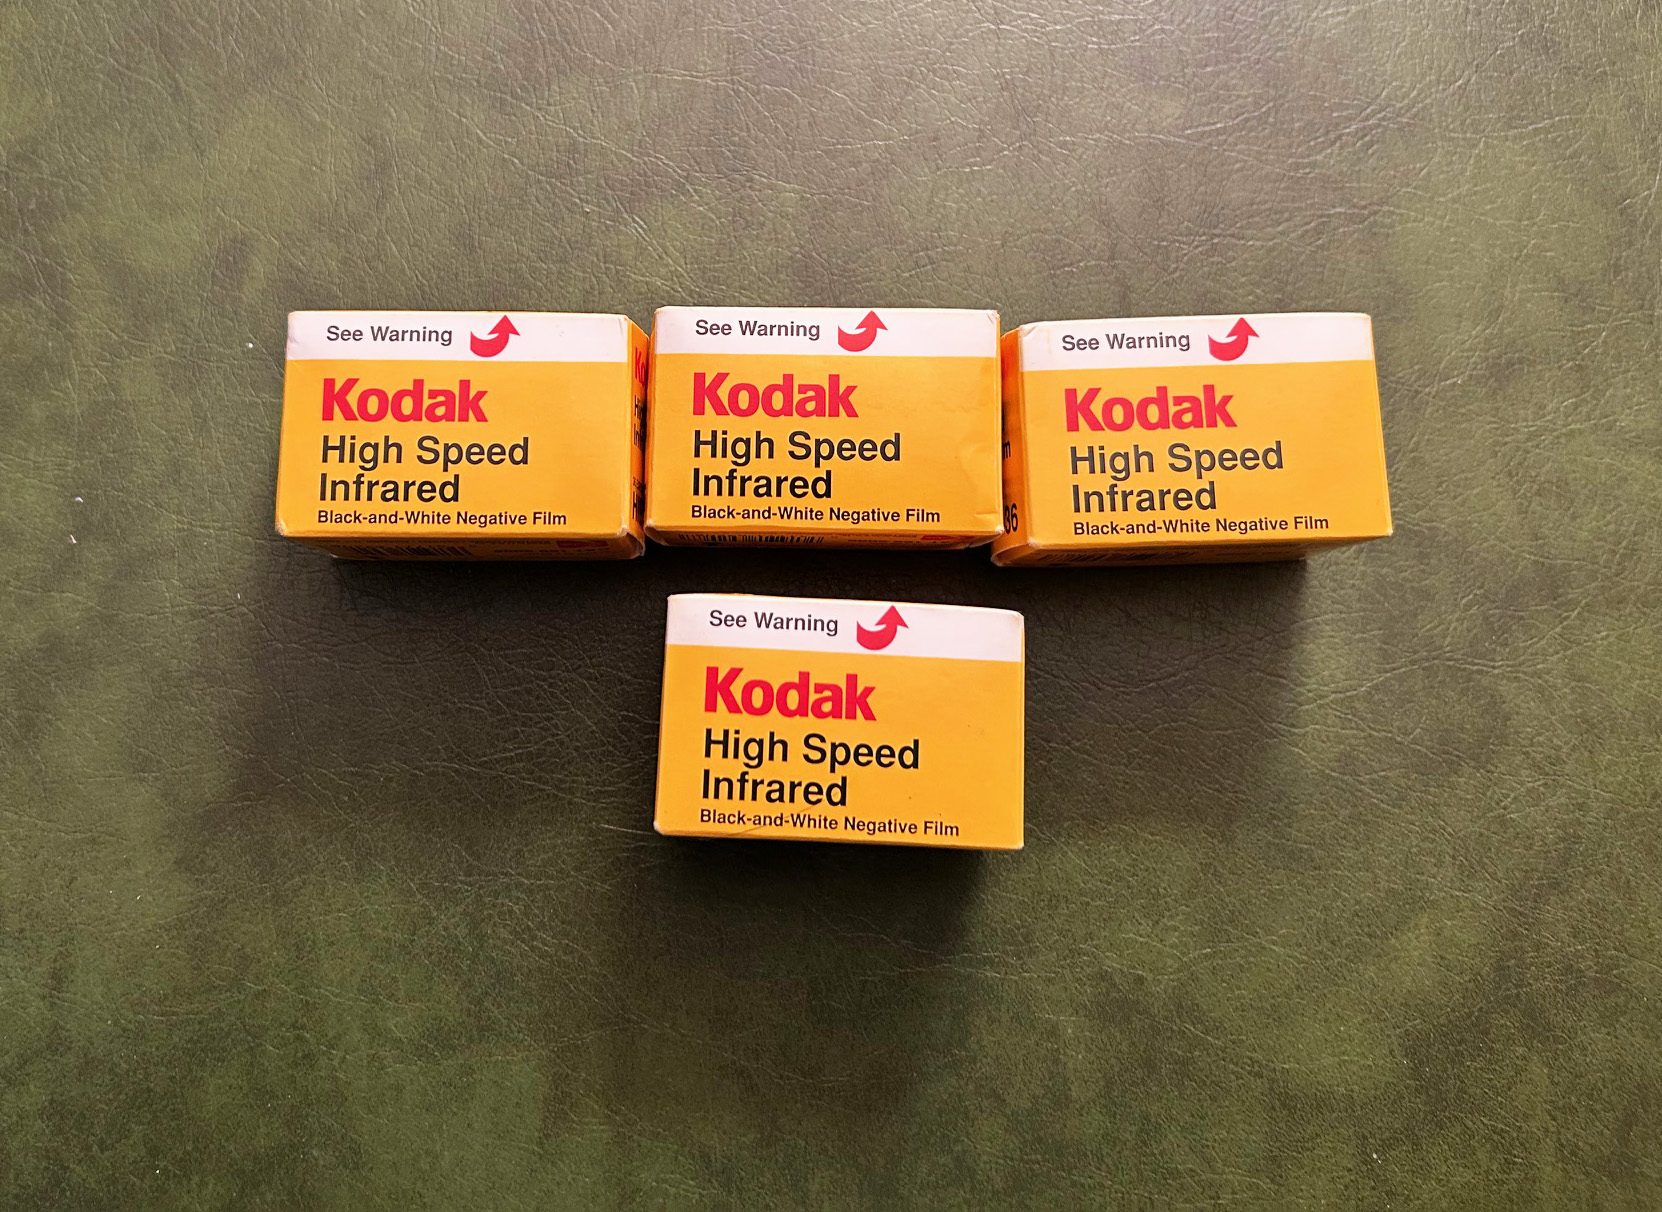 See Warning
Kodak
High Speed
Infrared
Black-and-White Negative Film
See Warning
Kodak
High Speed
Infrared
Black-and-White Negative Film
36
See Warning
Kodak
High Speed
Infrared
Black-and-White Negative Film
See Warning
Kodak
High Speed
Infrared
Black-and-White Negative Film